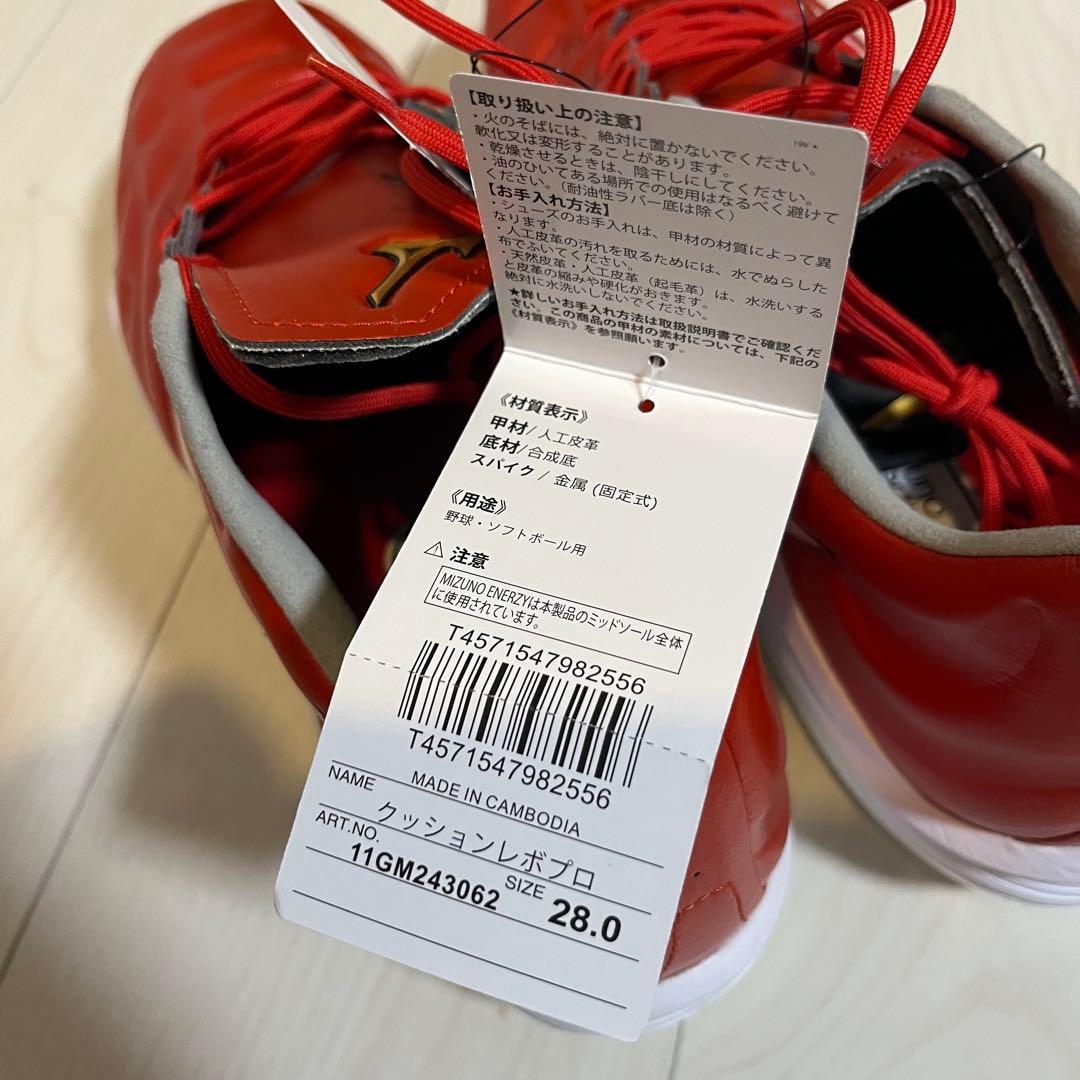 【取り扱い上の注意】
19V
・火のそばには、絶対に置かないでください。
軟化又は変形することがあります。
・乾燥させるときは、陰干しにしてください。
・油のひいてある場所での使用はなるべく避けて
ください。（耐油性ラバー底は除く）
【お手入れ方法】
・シューズのお手入れは、甲材の材質によって異
なります。
・人工皮革の汚れを取るためには、水でぬらした
布でふいてください。
・天然皮革・人工皮革（起毛革）は、水洗いする
と皮革の縮みや硬化がおきます。
絶対に水洗いしないでください。
★詳しいお手入れ方法は取扱説明書でご確認くだ
さい。この商品の甲材の素材については、下記の
《材質表示》を参照願います。
《材質表示》
甲材/人工皮革
底材/合成底
スパイク / 金属 (固定式)
《用途》
野球・ソフトボール用
⚠ 注意
MIZUNO ENERZYは本製品のミッドソール全体
に使用されています。
T4571547982556
T4571547982556
MADE IN CAMBODIA
NAME クッションレボプロ
ART.NO. 11GM243062 SIZE 28.0